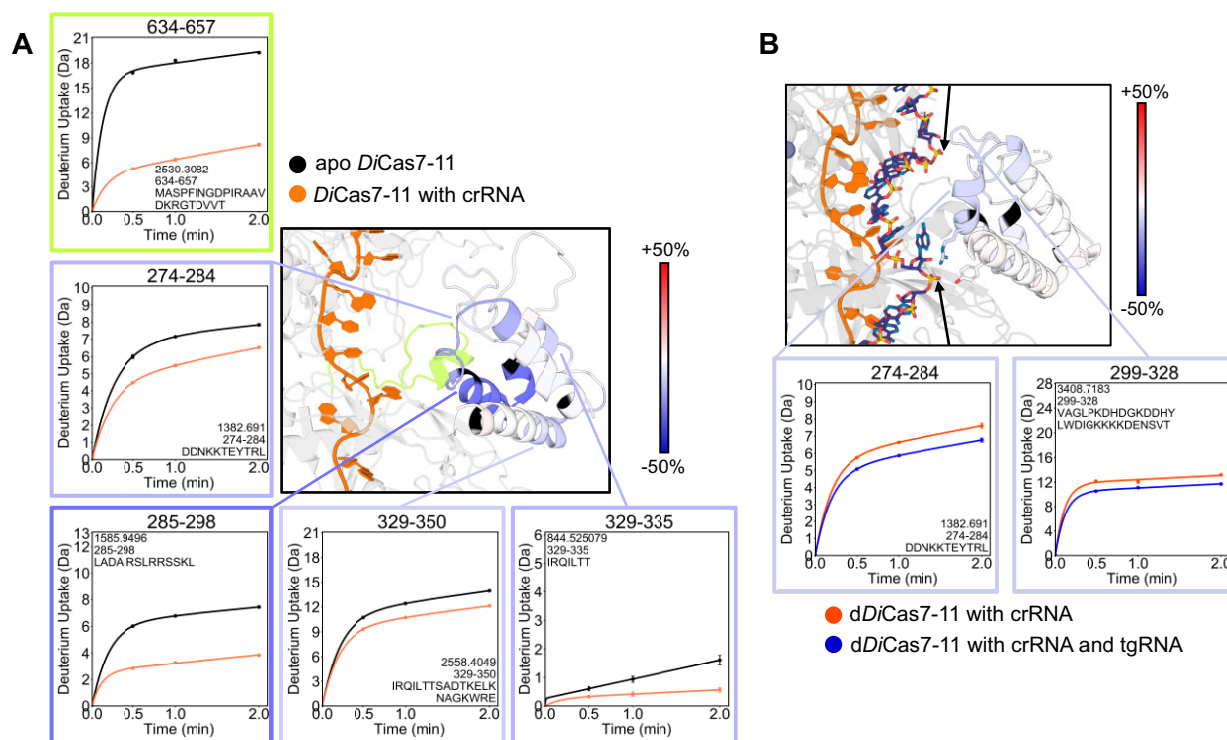 A
634-657
Deuterium Uptake (Da)
21
18
15
12
9
6
3
0
2530.3092
634-657
MASPFNGDPIRAAV
DKRGTDVVT
0.0 0.5 1.0 2.0
Time (min)
apo DiCas7-11
DiCas7-11 with crRNA
+50%
-50%
274-284
Deuterium Uptake (Da)
10
9
8
7
6
5
4
3
2
1
0
1382.691
274-284
DDNKKTEYTRL
0.0 0.5 1.0 2.0
Time (min)
285-298
Deuterium Uptake (Da)
13
12
10
8
6
4
2
0
1585.9496
285-298
LADARSLRRSSKL
0.0 0.5 1.0 2.0
Time (min)
329-350
21
18
15
12
9
6
3
0
2558.4049
329-350
IRQILTTSADTKELK
NAGKWRE
0.0 0.5 1.0 2.0
Time (min)
329-335
6
5
4
3
2
1
0
844.525079
329-335
IRQILTT
0.0 0.5 1.0 2.0
Time (min)
B
+50%
-50%
274-284
Deuterium Uptake (Da)
10
9
8
7
6
5
4
3
2
1
0
1382.691
274-284
DDNKKTEYTRL
0.0 0.5 1.0 2.0
Time (min)
299-328
Deuterium Uptake (Da)
28
24
20
16
12
8
4
0
3408.7183
299-328
VAGLPKDHDGKDDHY
LWDIGKKKKDENSVT
0.0 0.5 1.0 2.0
Time (min)
dDiCas7-11 with crRNA
dDiCas7-11 with crRNA and tgRNA